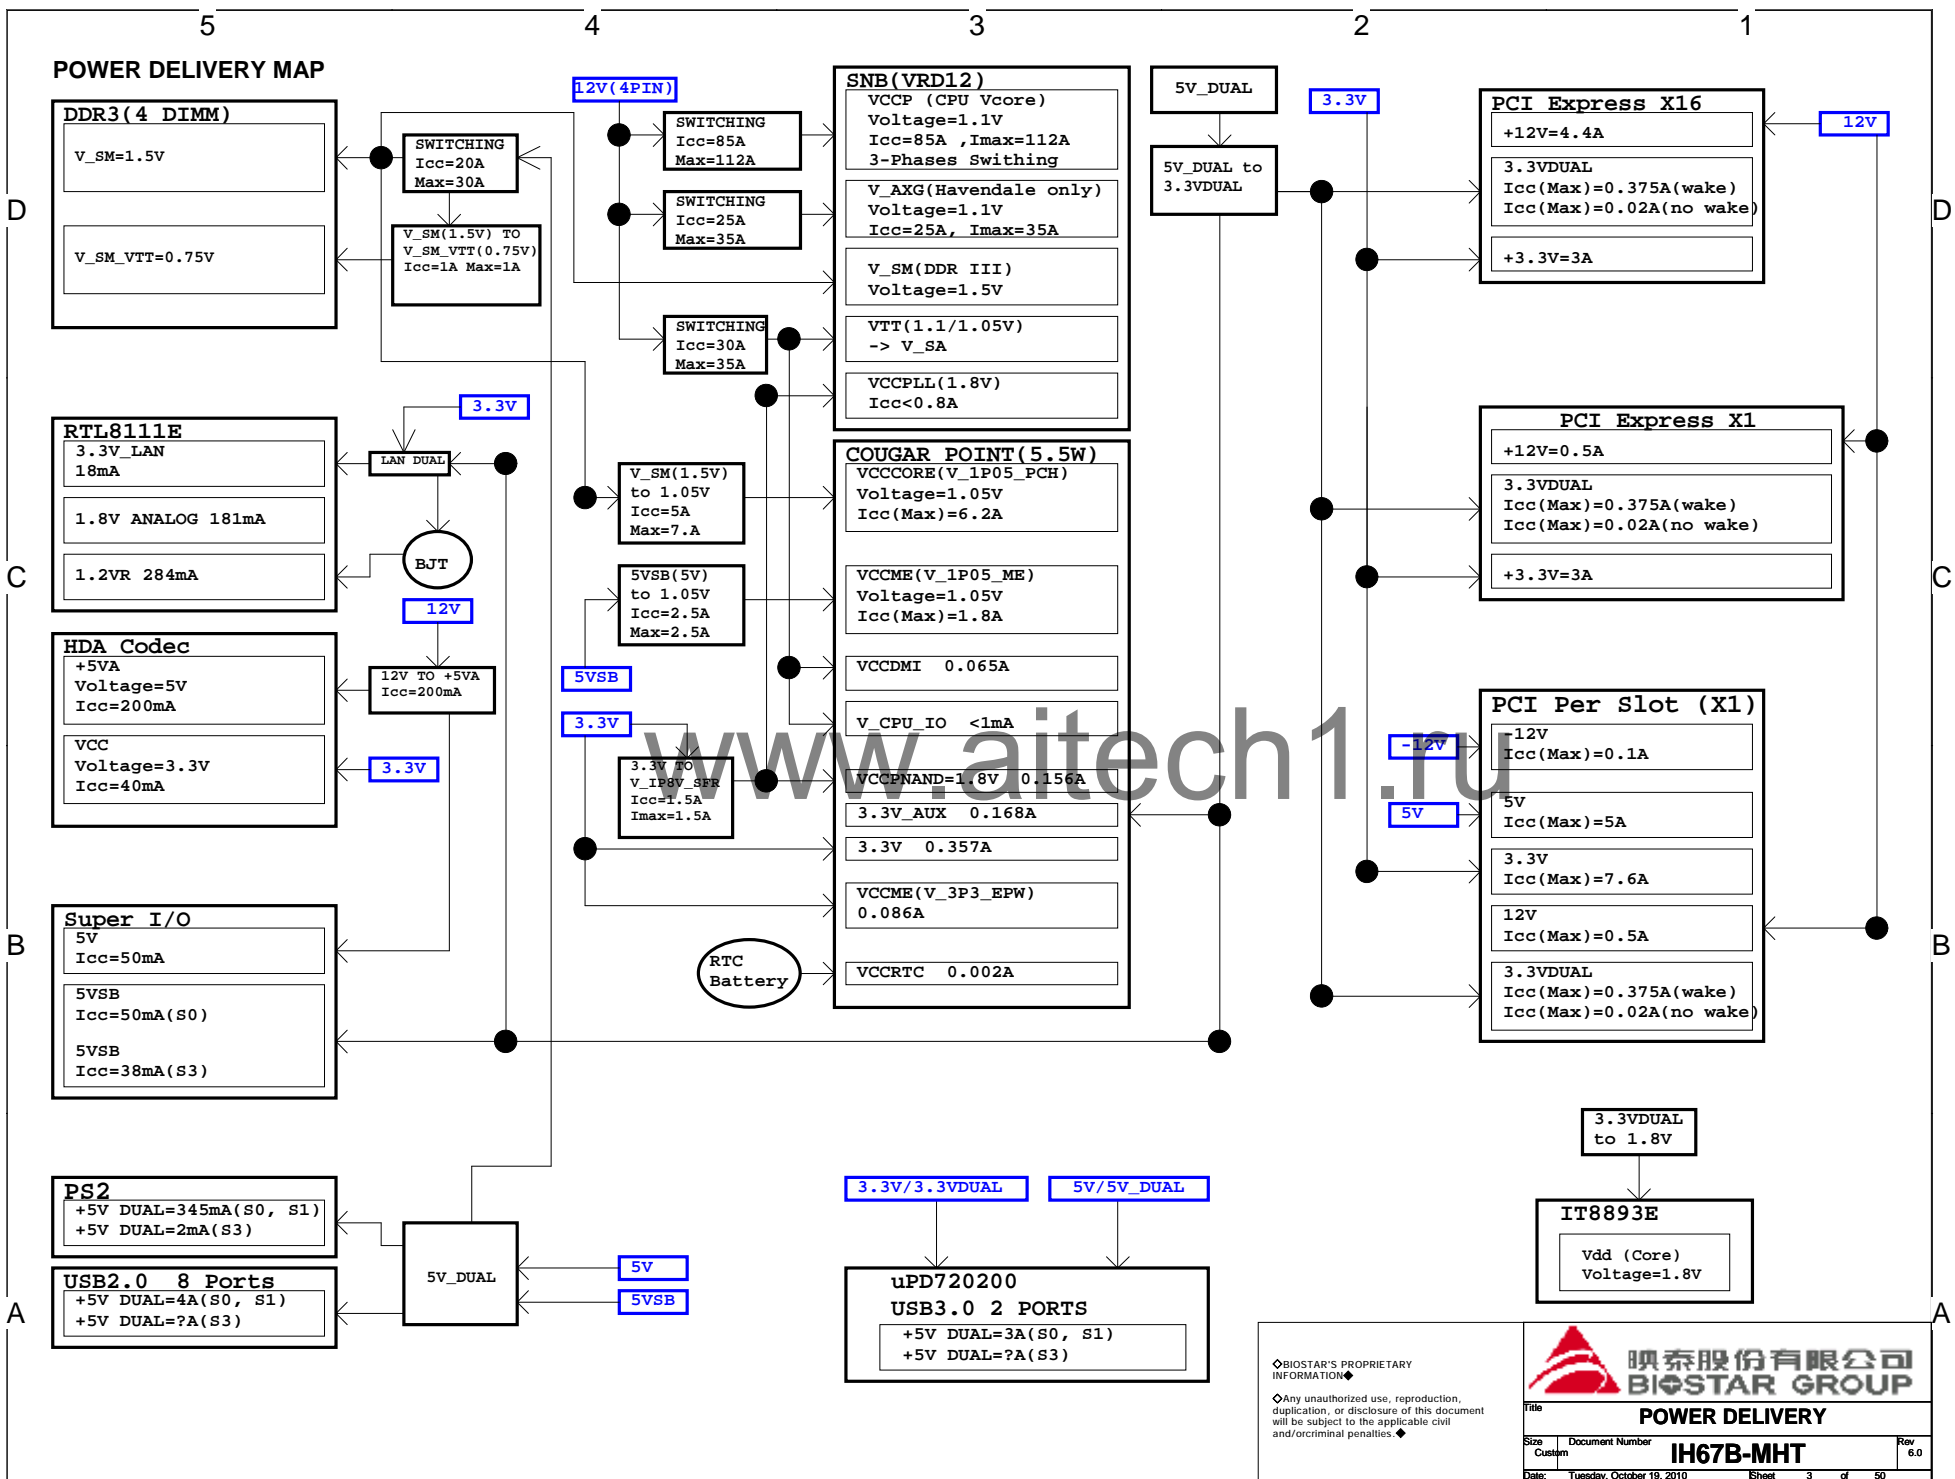 5 4 3 2 1
POWER DELIVERY MAP
DDR3(4 DIMM)
V_SM=1.5V
V_SM_VTT=0.75V
SWITCHING
Icc=20A
Max=30A
V_SM(1.5V) TO
V_SM_VTT(0.75V)
Icc=1A Max=1A
12V(4PIN)
SWITCHING
Icc=85A
Max=112A
SWITCHING
Icc=25A
Max=35A
SWITCHING
Icc=30A
Max=35A
SNB(VRD12)
VCCP (CPU Vcore)
Voltage=1.1V
Icc=85A ,Imax=112A
3-Phases Swithing
V_AXG(Havendale only)
Voltage=1.1V
Icc=25A, Imax=35A
V_SM(DDR III)
Voltage=1.5V
VTT(1.1/1.05V)
-> V_SA
VCCPLL(1.8V)
Icc<0.8A
5V_DUAL
5V_DUAL to
3.3VDUAL
3.3V
PCI Express X16
+12V=4.4A
3.3VDUAL
Icc(Max)=0.375A(wake)
Icc(Max)=0.02A(no wake)
+3.3V=3A
12V
D
D
RTL8111E
3.3V_LAN
18mA
1.8V ANALOG 181mA
1.2VR 284mA
3.3V
LAN DUAL
BJT
12V
HDA Codec
+5VA
Voltage=5V
Icc=200mA
VCC
Voltage=3.3V
Icc=40mA
12V TO +5VA
Icc=200mA
3.3V
V_SM(1.5V)
to 1.05V
Icc=5A
Max=7.A
5VSB(5V)
to 1.05V
Icc=2.5A
Max=2.5A
5VSB
3.3V
3.3V TO
V_IP8V_SFR
Icc=1.5A
Imax=1.5A
COUGAR POINT(5.5W)
VCCCORE(V_1P05_PCH)
Voltage=1.05V
Icc(Max)=6.2A
VCCME(V_1P05_ME)
Voltage=1.05V
Icc(Max)=1.8A
VCCDMI 0.065A
V_CPU_IO <1mA
VCCPNAND=1.8V 0.156A
3.3V_AUX 0.168A
3.3V 0.357A
VCCME(V_3P3_EPW)
0.086A
VCCRTC 0.002A
RTC
Battery
PCI Express X1
+12V=0.5A
3.3VDUAL
Icc(Max)=0.375A(wake)
Icc(Max)=0.02A(no wake)
+3.3V=3A
C
C
PCI Per Slot (X1)
-12V
Icc(Max)=0.1A
5V
Icc(Max)=5A
3.3V
Icc(Max)=7.6A
12V
Icc(Max)=0.5A
3.3VDUAL
Icc(Max)=0.375A(wake)
Icc(Max)=0.02A(no wake)
-12V
5V
www.aitech1.ru
B
B
Super I/O
5V
Icc=50mA
5VSB
Icc=50mA(S0)
5VSB
Icc=38mA(S3)
PS2
+5V DUAL=345mA(S0, S1)
+5V DUAL=2mA(S3)
USB2.0 8 Ports
+5V DUAL=4A(S0, S1)
+5V DUAL=?A(S3)
5V_DUAL
5V
5VSB
3.3V/3.3VDUAL
5V/5V_DUAL
uPD720200
USB3.0 2 PORTS
+5V DUAL=3A(S0, S1)
+5V DUAL=?A(S3)
3.3VDUAL
to 1.8V
IT8893E
Vdd (Core)
Voltage=1.8V
A
A
◇BIOSTAR'S PROPRIETARY
INFORMATION◆
◇Any unauthorized use, reproduction,
duplication, or disclosure of this document
will be subject to the applicable civil
and/orcriminal penalties.◆
映泰股份有限公司
BIOSTAR GROUP
Title
POWER DELIVERY
Size Document Number Rev
Custom IH67B-MHT 6.0
Date: Tuesday, October 19, 2010 Sheet 3 of 50